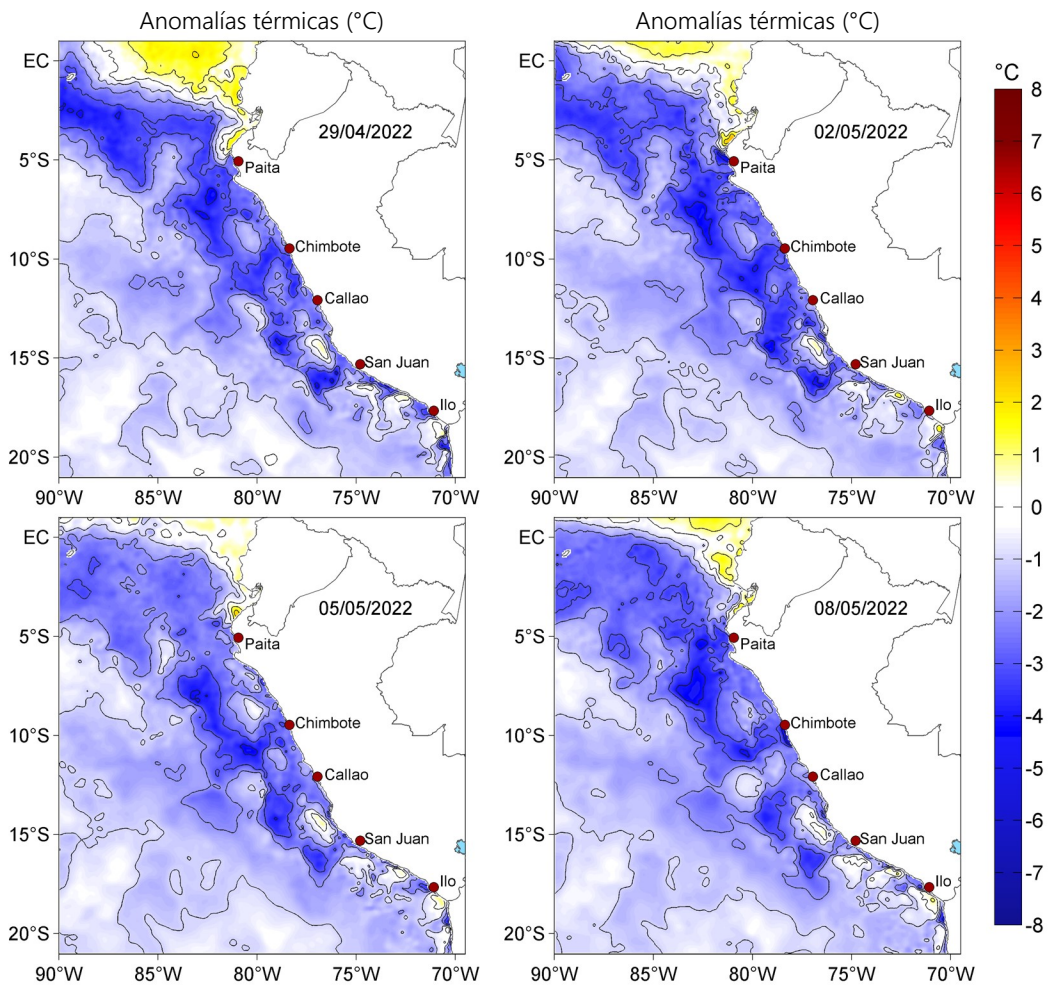 Anomalías térmicas (°C)
Anomalías térmicas (°C)
EC
5°S
10°S
15°S
20°S
29/04/2022
Paita
Chimbote
Callao
San Juan
Ilo
90°W 85°W 80°W 75°W 70°W
EC
5°S
10°S
15°S
20°S
02/05/2022
Paita
Chimbote
Callao
San Juan
Ilo
90°W 85°W 80°W 75°W 70°W
EC
5°S
10°S
15°S
20°S
05/05/2022
Paita
Chimbote
Callao
San Juan
Ilo
90°W 85°W 80°W 75°W 70°W
EC
5°S
10°S
15°S
20°S
08/05/2022
Paita
Chimbote
Callao
San Juan
Ilo
90°W 85°W 80°W 75°W 70°W
°C
8
7
6
5
4
3
2
1
0
-1
-2
-3
-4
-5
-6
-7
-8